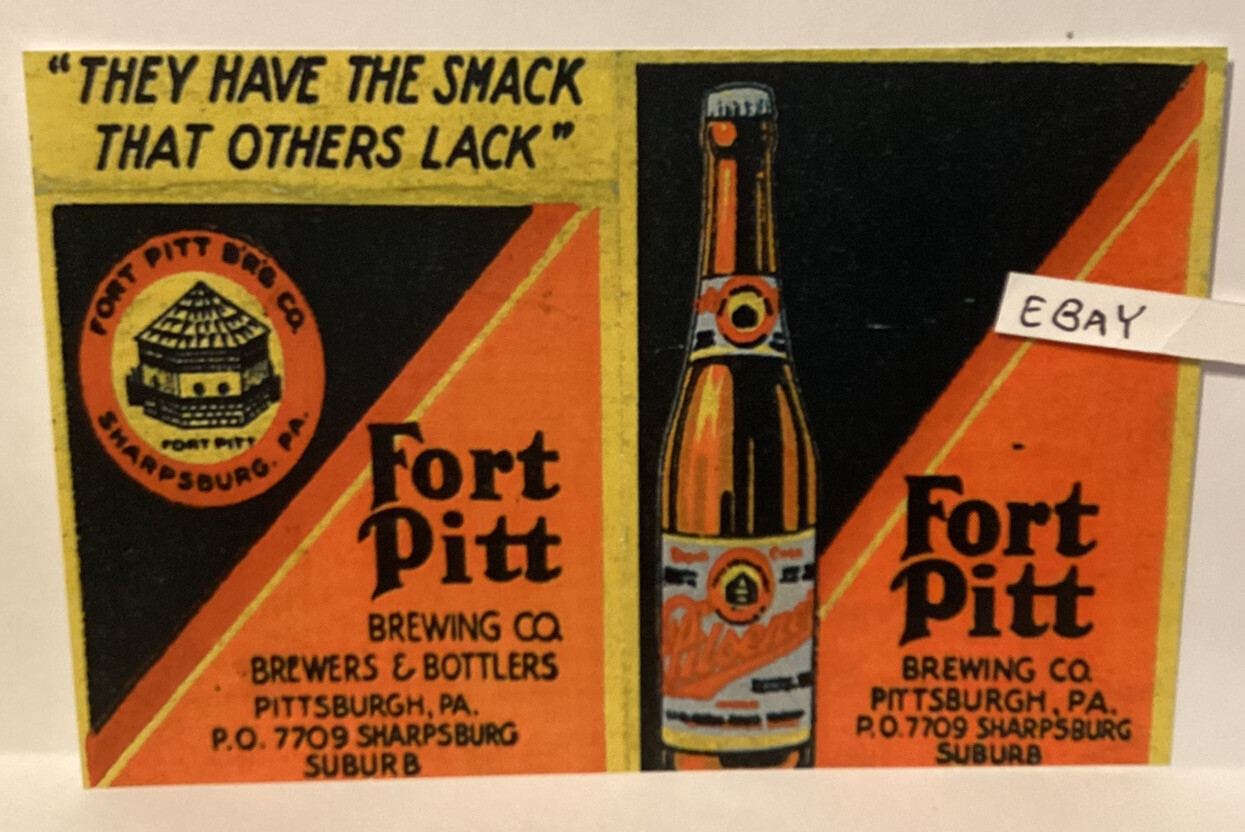 "THEY HAVE THE SMACK
THAT OTHERS LACK"
FORT PITT BR'G. CO.
FORT PITT
SHARPSBURG, PA.
Fort
Pitt
BREWING CO.
BREWERS & BOTTLERS
PITTSBURGH, PA.
P.O. 7709 SHARPSBURG
SUBURB
EBAY
Fort
Pitt
BREWING CO.
PITTSBURGH, PA.
P.O. 7709 SHARPSBURG
SUBURB